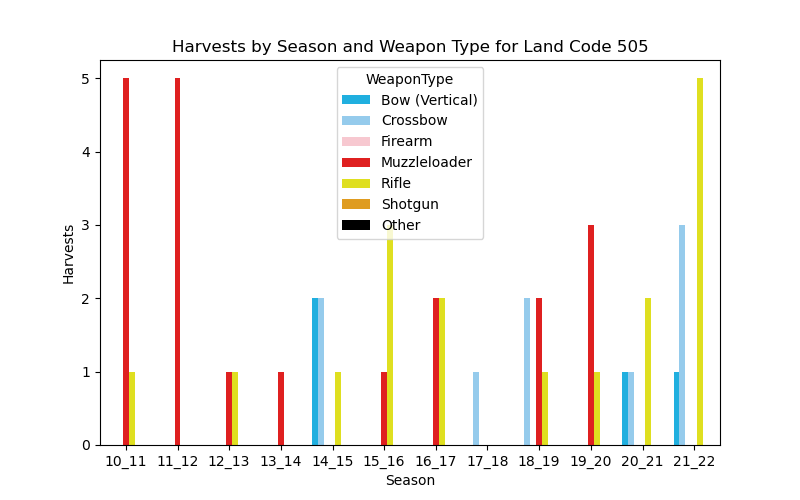 Harvests by Season and Weapon Type for Land Code 505
WeaponType
Bow (Vertical)
Crossbow
Firearm
Muzzleloader
Rifle
Shotgun
Other
5
4
3
2
1
0
Harvests
10_11 11_12 12_13 13_14 14_15 15_16 16_17 17_18 18_19 19_20 20_21 21_22
Season